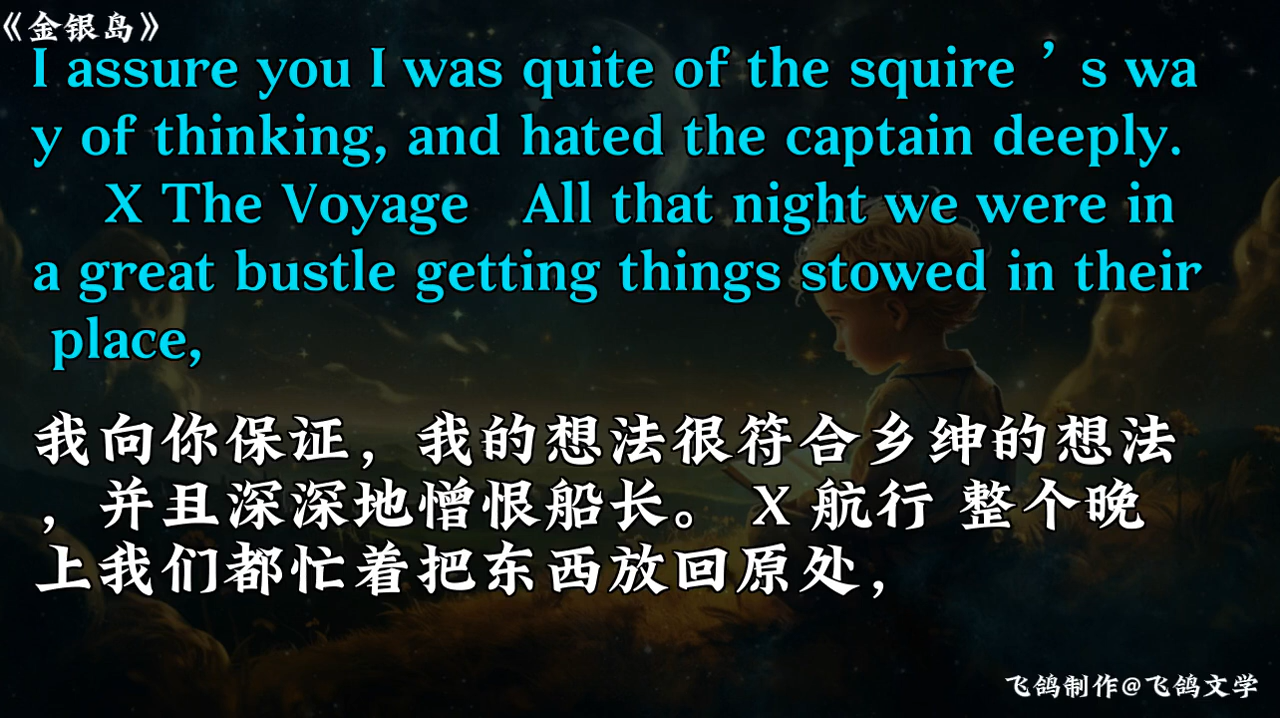 《金银岛》
I assure you I was quite of the squire ’ s wa
y of thinking, and hated the captain deeply.
X The Voyage All that night we were in
a great bustle getting things stowed in their
place,
我向你保证，我的想法很符合乡绅的想法
，并且深深地憎恨船长。 X 航行 整个晚
上我们都忙着把东西放回原处，
飞鸽制作@飞鸽文学